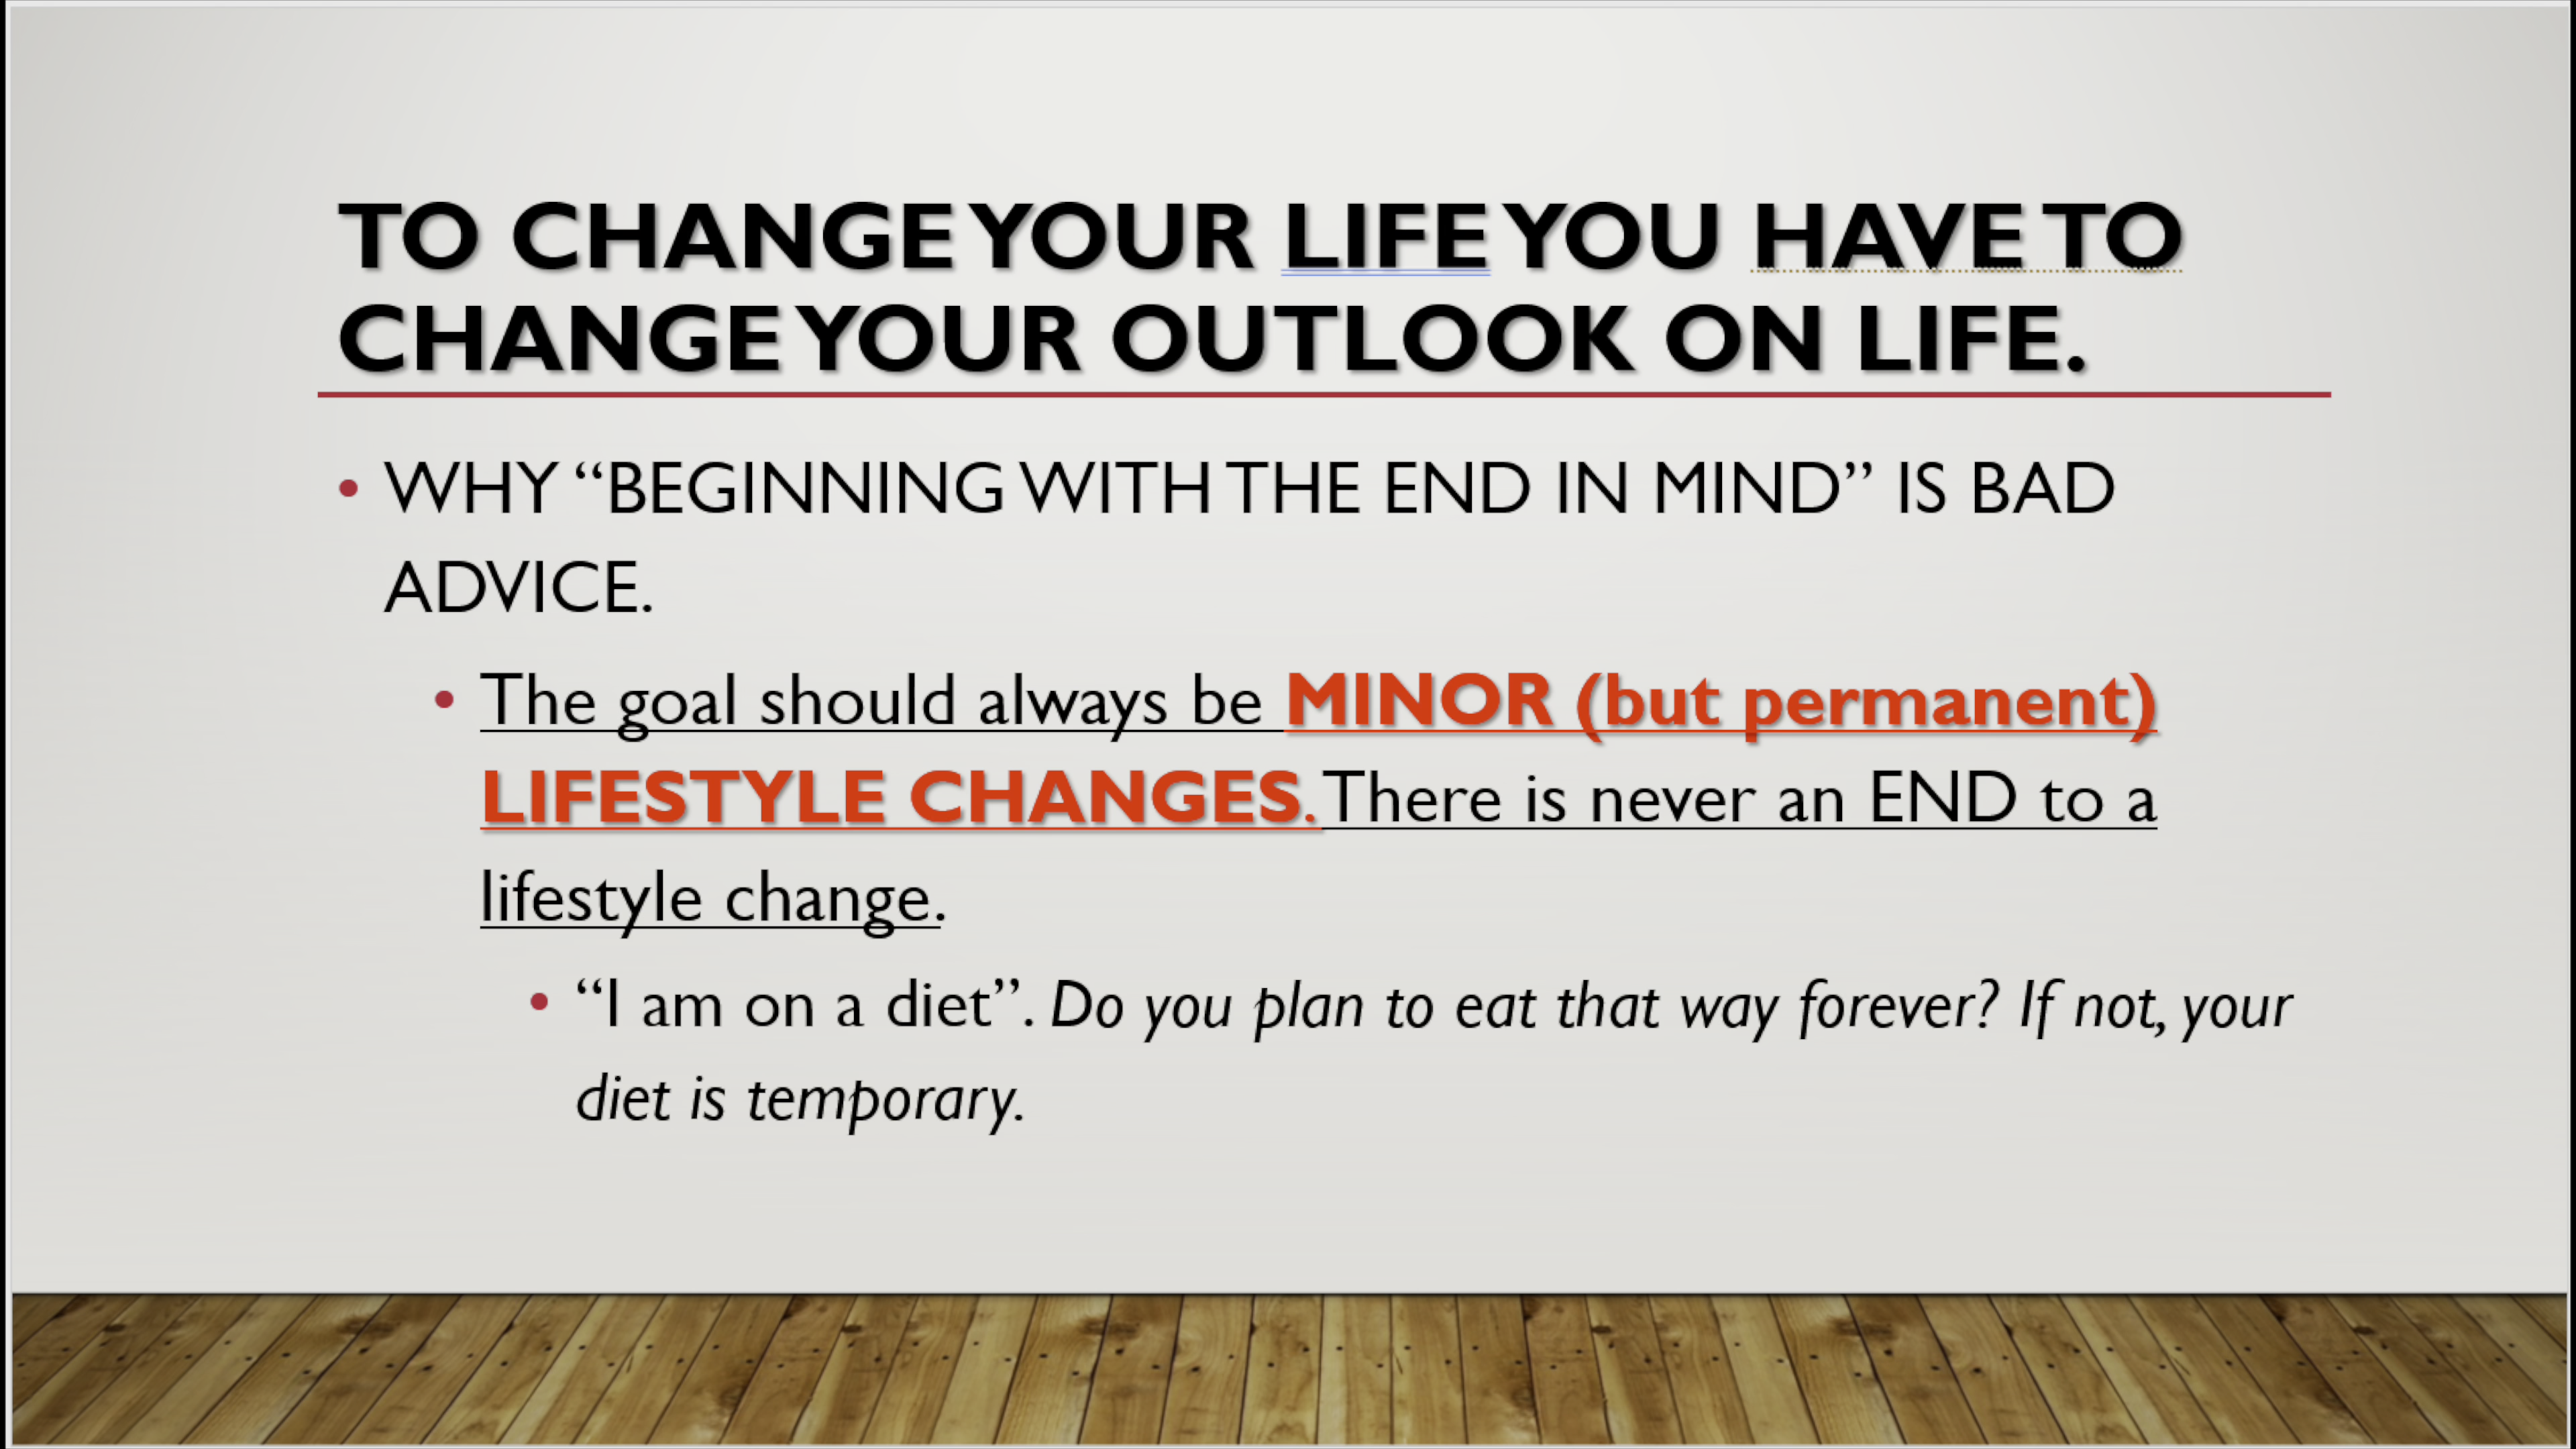 TO CHANGE YOUR LIFE YOU HAVE TO
CHANGE YOUR OUTLOOK ON LIFE.
• WHY “BEGINNING WITH THE END IN MIND” IS BAD
ADVICE.
• The goal should always be MINOR (but permanent)
LIFESTYLE CHANGES. There is never an END to a
lifestyle change.
• “I am on a diet”. Do you plan to eat that way forever? If not, your
diet is temporary.